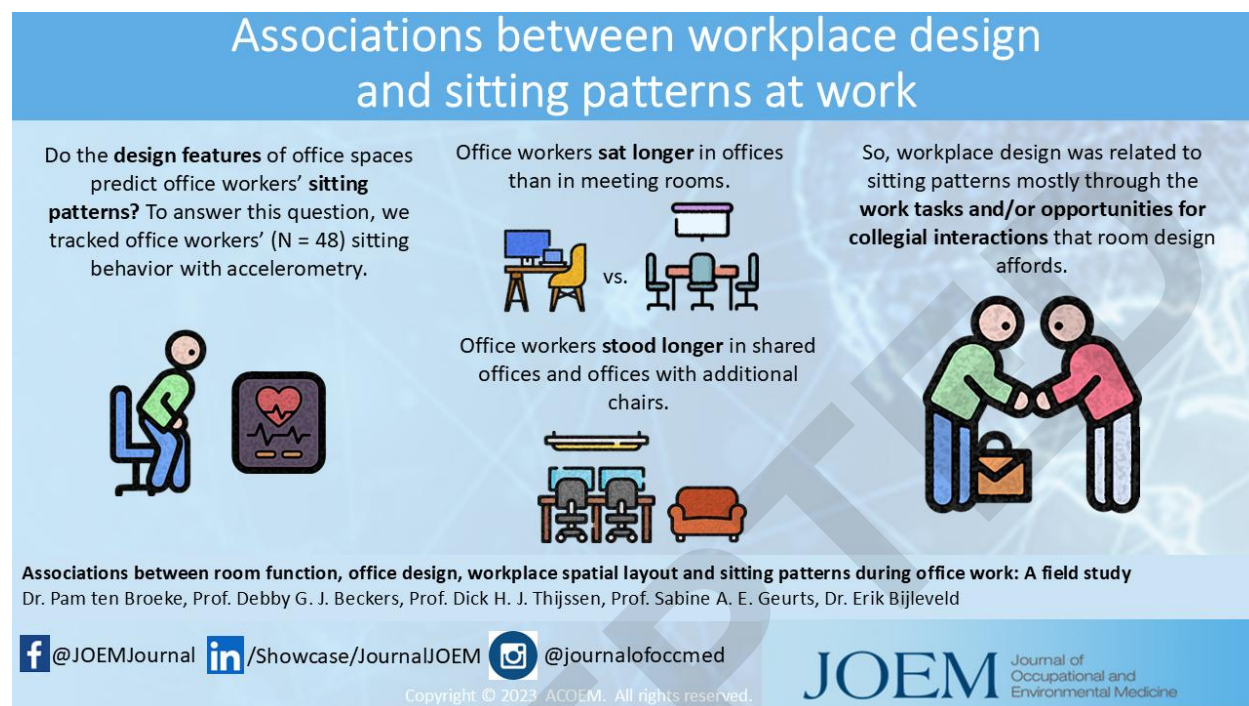 Associations between workplace design
and sitting patterns at work
Do the design features of office spaces
predict office workers’ sitting
patterns? To answer this question, we
tracked office workers’ (N = 48) sitting
behavior with accelerometry.
Office workers sat longer in offices
than in meeting rooms.
vs.
Office workers stood longer in shared
offices and offices with additional
chairs.
So, workplace design was related to
sitting patterns mostly through the
work tasks and/or opportunities for
collegial interactions that room design
affords.
Associations between room function, office design, workplace spatial layout and sitting patterns during office work: A field study
Dr. Pam ten Broeke, Prof. Debby G. J. Beckers, Prof. Dick H. J. Thijssen, Prof. Sabine A. E. Geurts, Dr. Erik Bijleveld
f @JOEMJournal in /Showcase/JournalJOEM @journalofoccmed
JOEM Journal of
Occupational and
Environmental Medicine
Copyright © 2023 ACOEM. All rights reserved.
PTED